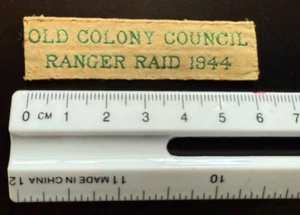 OLD COLONY COUNCIL
RANGER RAID 1944
0 CM 1 2 3 4 5 6 7
12 11 MADE IN CHINA 10